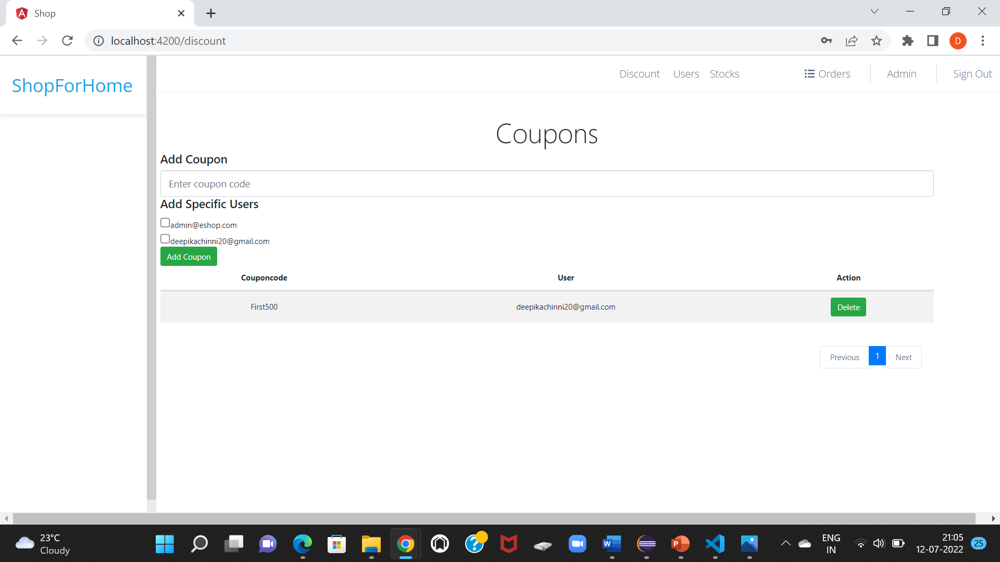 Shop
localhost:4200/discount
D
ShopForHome
Discount Users Stocks Orders Admin Sign Out
Coupons
Add Coupon
Enter coupon code
Add Specific Users
admin@eshop.com
deepikachinni20@gmail.com
Add Coupon
Couponcode User Action
First500 deepikachinni20@gmail.com Delete
Previous 1 Next
23°C
Cloudy
ENG
IN
21:05
12-07-2022
25